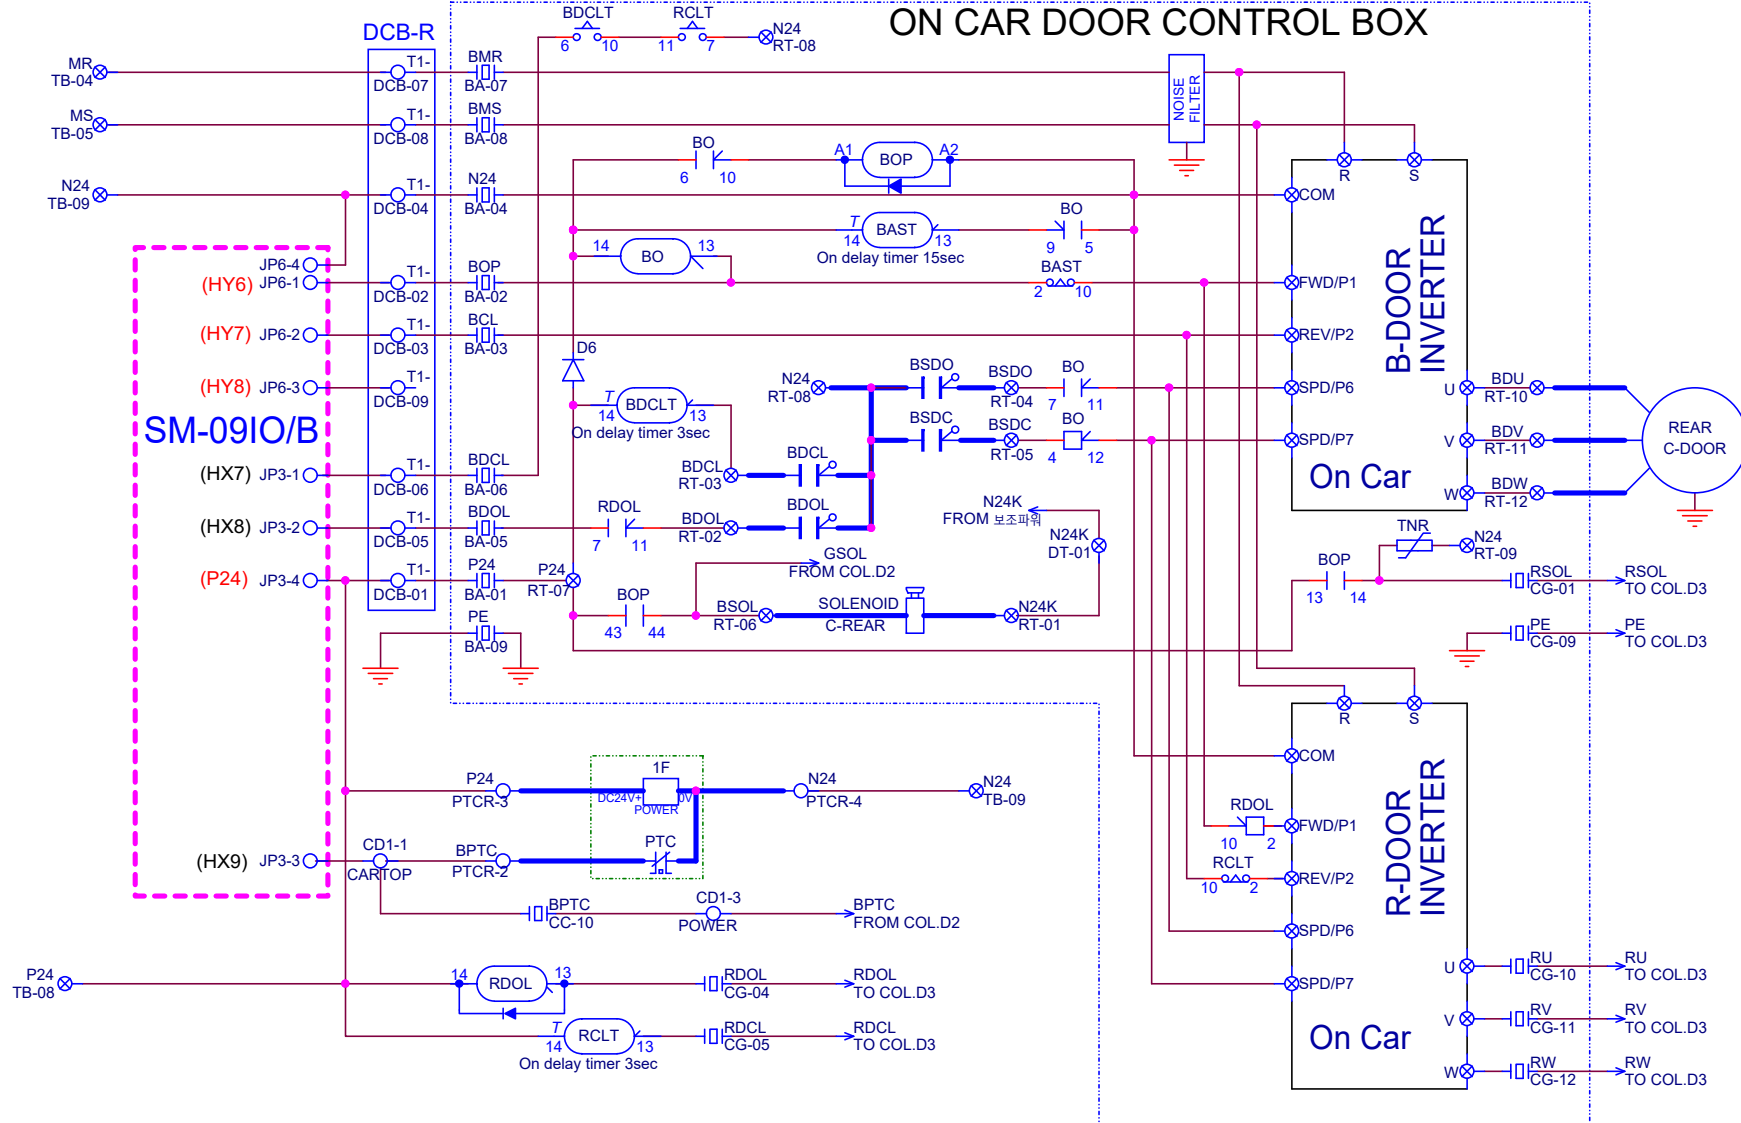 ON CAR DOOR CONTROL BOX
DCB-R
BDCLT
6 10
RCLT
11 7
N24
RT-08
MR
TB-04
T1-
DCB-07
BMR
BA-07
MS
TB-05
T1-
DCB-08
BMS
BA-08
NOISE
FILTER
BO
6 10
A1 BOP A2
R S
N24
TB-09
T1-
DCB-04
N24
BA-04
COM
T
14 BAST 13
On delay timer 15sec
BO
9 5
14 BO 13
BAST
2 10
JP6-4
(HY6) JP6-1
T1-
DCB-02
BOP
BA-02
FWD/P1
(HY7) JP6-2
T1-
DCB-03
BCL
BA-03
REV/P2
B-DOOR
INVERTER
D6
(HY8) JP6-3
T1-
DCB-09
T
14 BDCLT 13
On delay timer 3sec
N24
RT-08
BSDO
BSDO
RT-04
BO
7 11
SPD/P6
U
BDU
RT-10
SM-09IO/B
BSDC
BSDC
RT-05
BO
4 12
SPD/P7
V
BDV
RT-11
REAR
C-DOOR
(HX7) JP3-1
T1-
DCB-06
BDCL
BA-06
BDCL
RT-03
BDCL
On Car
W
BDW
RT-12
(HX8) JP3-2
T1-
DCB-05
BDOL
BA-05
RDOL
7 11
BDOL
RT-02
BDOL
N24K
FROM 보조파워
N24K
DT-01
TNR
N24
RT-09
GSOL
FROM COL.D2
(P24) JP3-4
T1-
DCB-01
P24
BA-01
P24
RT-07
BOP
13 14
RSOL
CG-01
RSOL
TO COL.D3
BOP
43 44
BSOL
RT-06
SOLENOID
C-REAR
N24K
RT-01
PE
BA-09
PE
CG-09
PE
TO COL.D3
R S
COM
P24
PTCR-3
1F
DC24V+ 0V
POWER
N24
PTCR-4
N24
TB-09
RDOL
10 2
FWD/P1
R-DOOR
INVERTER
(HX9) JP3-3
CD1-1
CARTOP
BPTC
PTCR-2
PTC
RCLT
10 2
REV/P2
BPTC
CC-10
CD1-3
POWER
BPTC
FROM COL.D2
SPD/P6
P24
TB-08
14 RDOL 13
RDOL
CG-04
RDOL
TO COL.D3
SPD/P7
U
RU
CG-10
RU
TO COL.D3
T
14 RCLT 13
On delay timer 3sec
RDCL
CG-05
RDCL
TO COL.D3
On Car
V
RV
CG-11
RV
TO COL.D3
W
RW
CG-12
RW
TO COL.D3